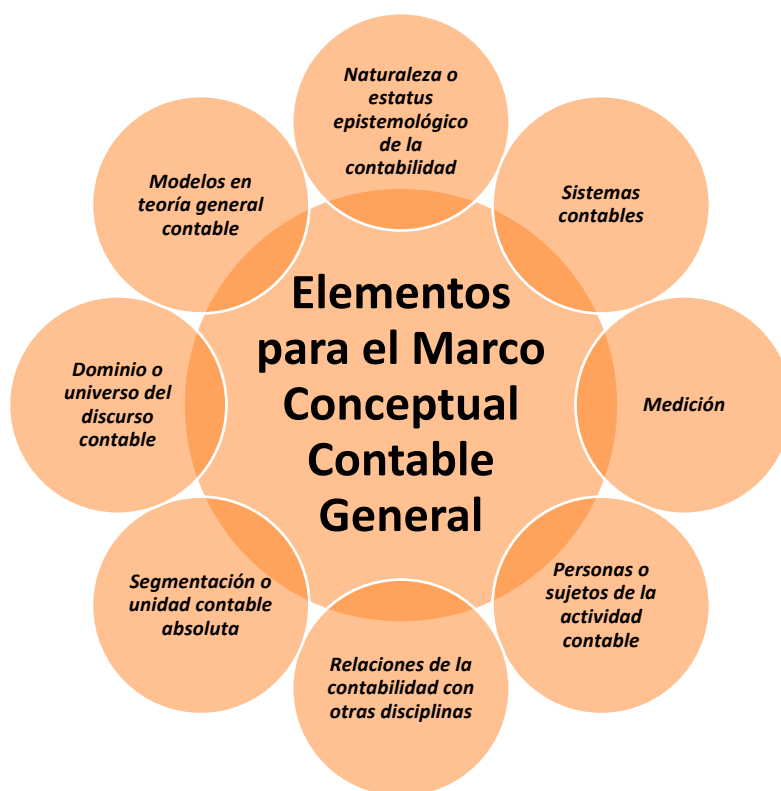 Naturaleza o
estatus
epistemológico
de la
contabilidad
Sistemas
contables
Medición
Personas o
sujetos de la
actividad
contable
Relaciones de la
contabilidad con
otras disciplinas
Segmentación o
unidad contable
absoluta
Dominio o
universo del
discurso
contable
Modelos en
teoría general
contable
Elementos
para el Marco
Conceptual
Contable
General